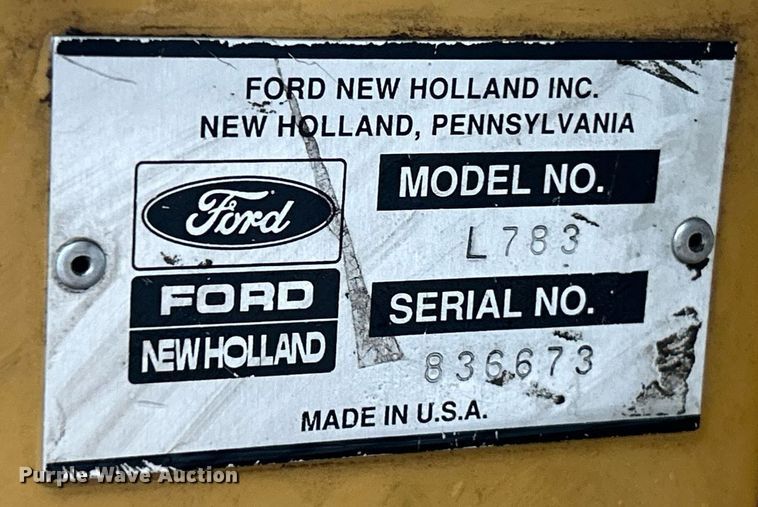 FORD NEW HOLLAND INC.
NEW HOLLAND, PENNSYLVANIA
Ford
FORD
NEW HOLLAND
MODEL NO.
L783
SERIAL NO.
836673
MADE IN U.S.A.
Purple Wave Auction